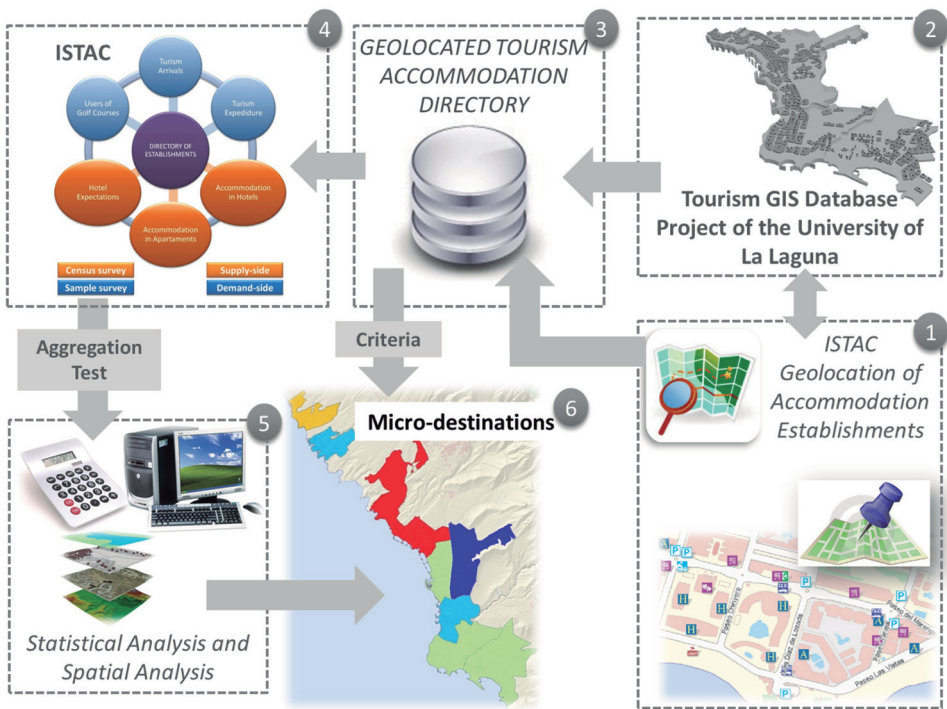 4
ISTAC
Turism
Arrivals
Users of
Golf Courses
Turism
Expediture
DIRECTORY OF
ESTABLISHMENTS
Hotel
Expectations
Accommodation
in Hotels
Accommodation
in Apartaments
Census survey
Supply-side
Sample survey
Demand-side
3
GEOLOCATED TOURISM
ACCOMMODATION
DIRECTORY
2
Tourism GIS Database
Project of the University of
La Laguna
1
ISTAC
Geolocation of
Accommodation
Establishments
Aggregation
Test
Criteria
5
Statistical Analysis and
Spatial Analysis
6
Micro-destinations
P
P
P
P
P
H
H
H
H
H
A
A
A
Paseo Las Vistas